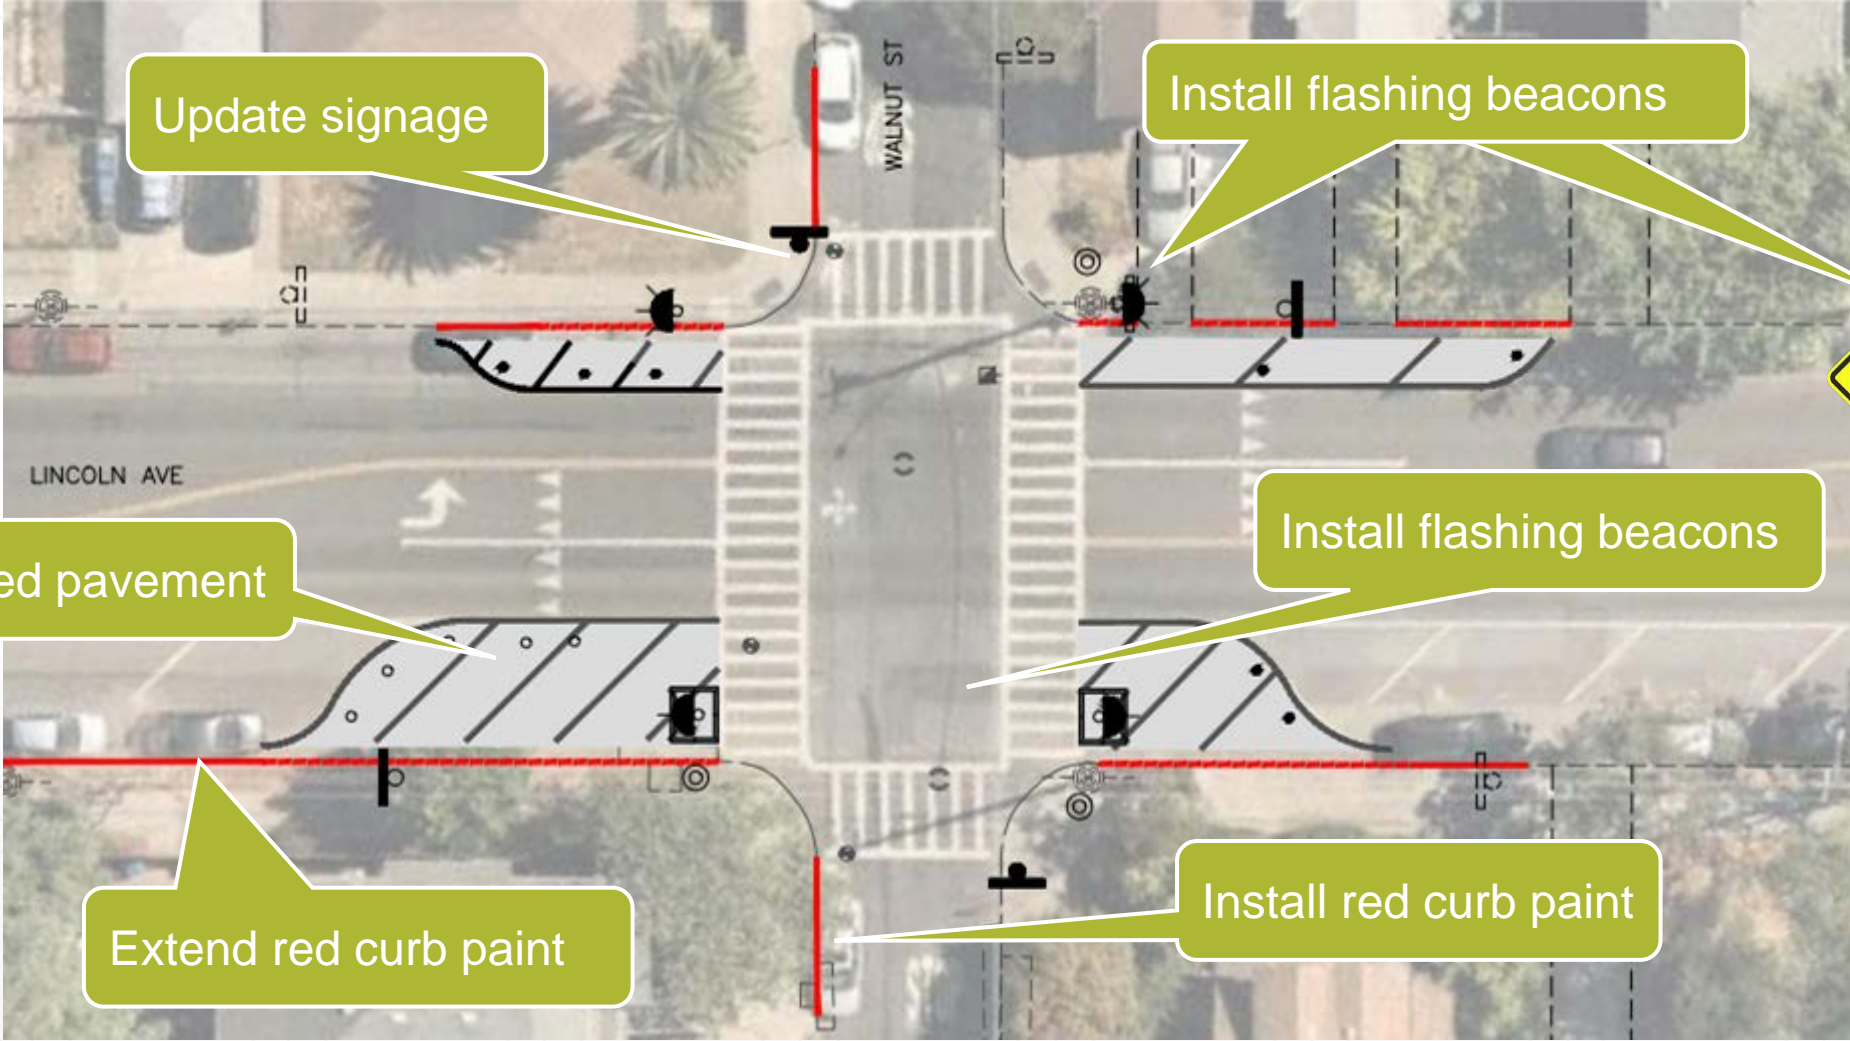 Update signage
WALNUT ST
Install flashing beacons
LINCOLN AVE
Install flashing beacons
pavement
Extend red curb paint
Install red curb paint